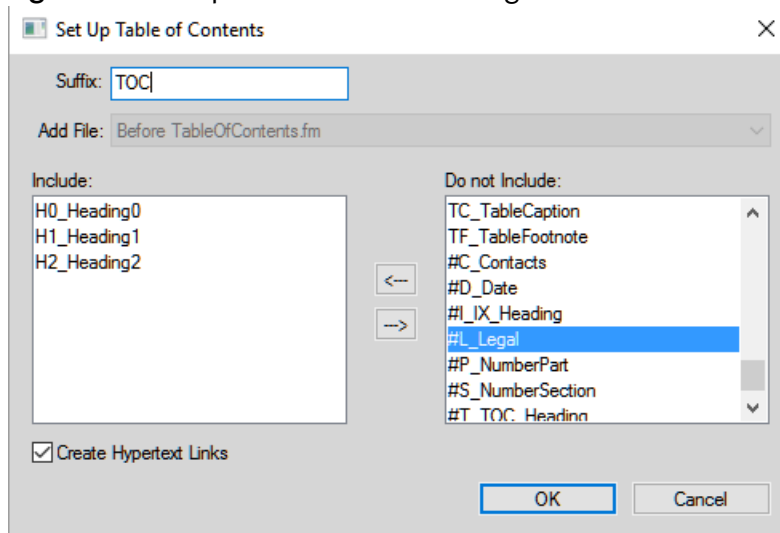 Set Up Table of Contents
Suffix: TOC
Add File: Before TableOfContents.fm
Include:
H0_Heading0
H1_Heading1
H2_Heading2
<---
--->
Do not Include:
TC_TableCaption
TF_TableFootnote
#C_Contacts
#D_Date
#I_IX_Heading
#L_Legal
#P_NumberPart
#S_NumberSection
#T_TOC_Heading
Create Hypertext Links
OK Cancel